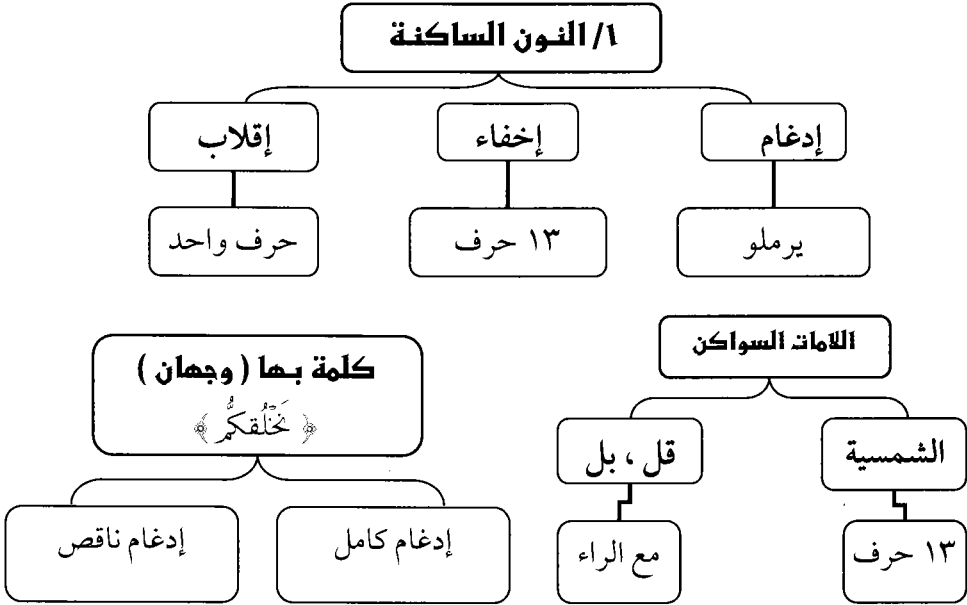 ١/ النون الساكنة
إدغام
إخفاء
إقلاب
يرملو
١٣ حرف
حرف واحد
اللامات السواكن
الشمسية
قل ، بل
١٣ حرف
مع الراء
كلمة بها ( وجهان )
﴿ نَخْلُقكُّم ﴾
إدغام كامل
إدغام ناقص